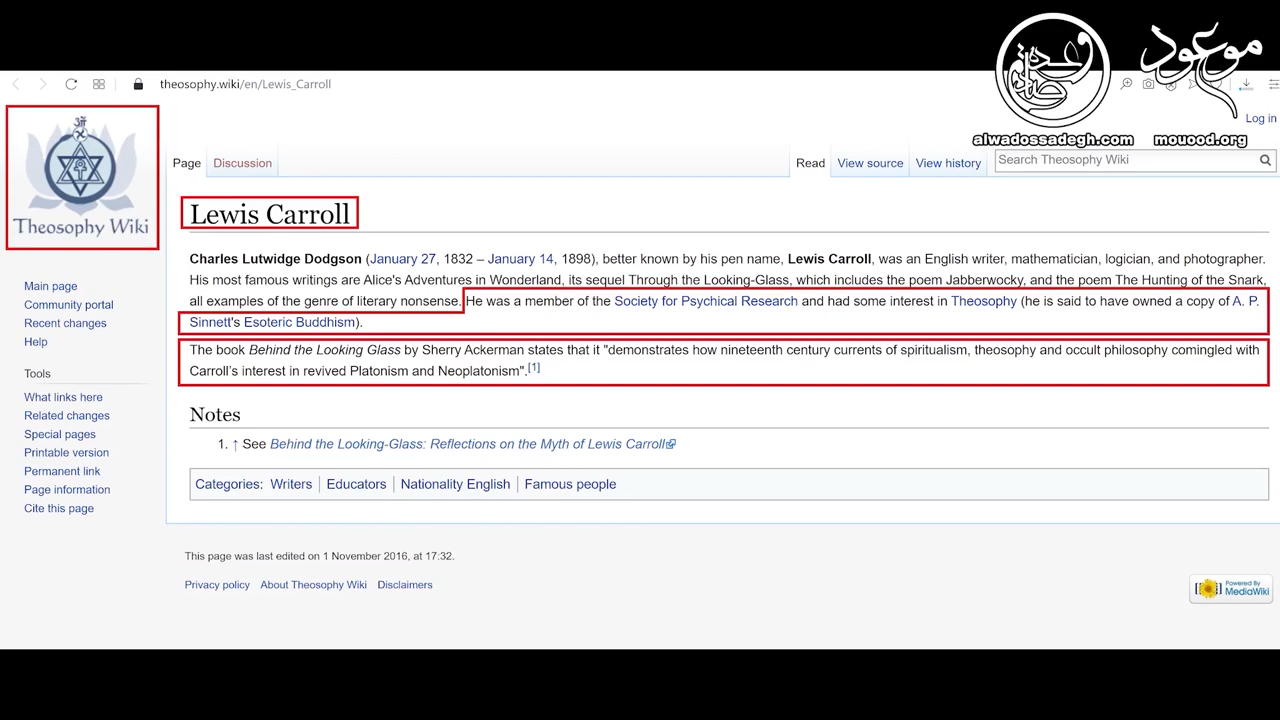 موعود
وعده صادق
alwadossadegh.com
mouood.org
theosophy.wiki/en/Lewis_Carroll
Log in
Theosophy Wiki
Page
Discussion
Read
View source
View history
Search Theosophy Wiki
Lewis Carroll
Charles Lutwidge Dodgson (January 27, 1832 – January 14, 1898), better known by his pen name, Lewis Carroll, was an English writer, mathematician, logician, and photographer.
His most famous writings are Alice's Adventures in Wonderland, its sequel Through the Looking-Glass, which includes the poem Jabberwocky, and the poem The Hunting of the Snark,
all examples of the genre of literary nonsense. He was a member of the Society for Psychical Research and had some interest in Theosophy (he is said to have owned a copy of A. P.
Sinnett's Esoteric Buddhism).
The book Behind the Looking Glass by Sherry Ackerman states that it "demonstrates how nineteenth century currents of spiritualism, theosophy and occult philosophy comingled with
Carroll's interest in revived Platonism and Neoplatonism".[1]
Notes
1. ↑ See Behind the Looking-Glass: Reflections on the Myth of Lewis Carroll
Categories: Writers | Educators | Nationality English | Famous people
Main page
Community portal
Recent changes
Help
Tools
What links here
Related changes
Special pages
Printable version
Permanent link
Page information
Cite this page
This page was last edited on 1 November 2016, at 17:32.
Privacy policy
About Theosophy Wiki
Disclaimers
Powered By
MediaWiki